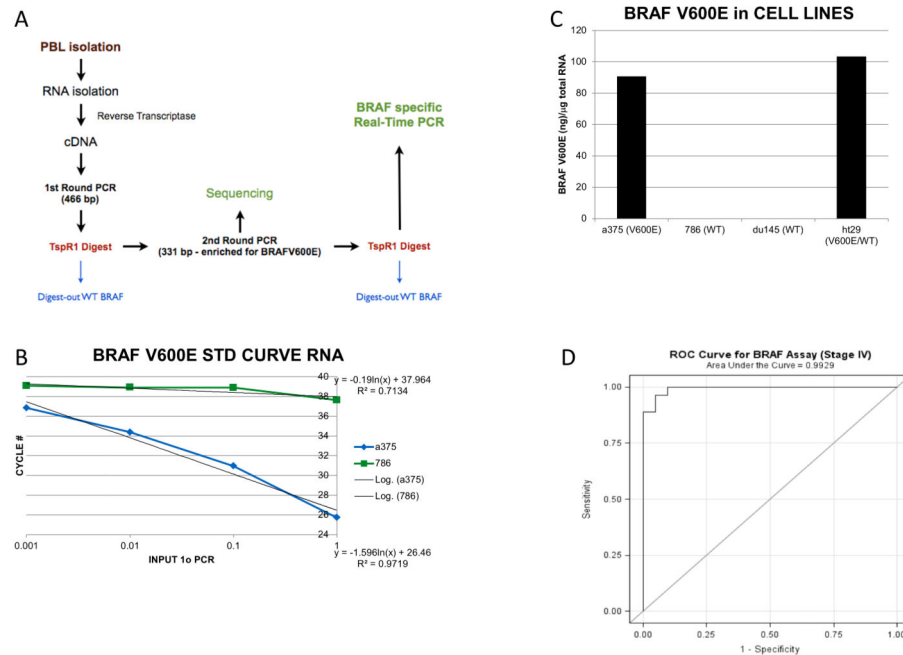 A
PBL isolation
RNA isolation
Reverse Transcriptase
cDNA
1st Round PCR
(466 bp)
TspR1 Digest
Digest-out WT BRAF
Sequencing
2nd Round PCR
(331 bp - enriched for BRAFV600E)
BRAF specific
Real-Time PCR
TspR1 Digest
Digest-out WT BRAF
C
BRAF V600E in CELL LINES
BRAF V600E (ng)/µg total RNA
120
100
80
60
40
20
0
a375 (V600E)
786 (WT)
du145 (WT)
ht29
(V600E/WT)
B
BRAF V600E STD CURVE RNA
CYCLE #
40
38
36
34
32
30
28
26
24
y = -0.19ln(x) + 37.964
R² = 0.7134
a375
786
Log. (a375)
Log. (786)
y = -1.596ln(x) + 26.46
R² = 0.9719
0.001
0.01
0.1
1
INPUT 1o PCR
D
ROC Curve for BRAF Assay (Stage IV)
Area Under the Curve = 0.9929
Sensitivity
1.00
0.75
0.50
0.25
0.00
0.00
0.25
0.50
0.75
1.00
1 - Specificity